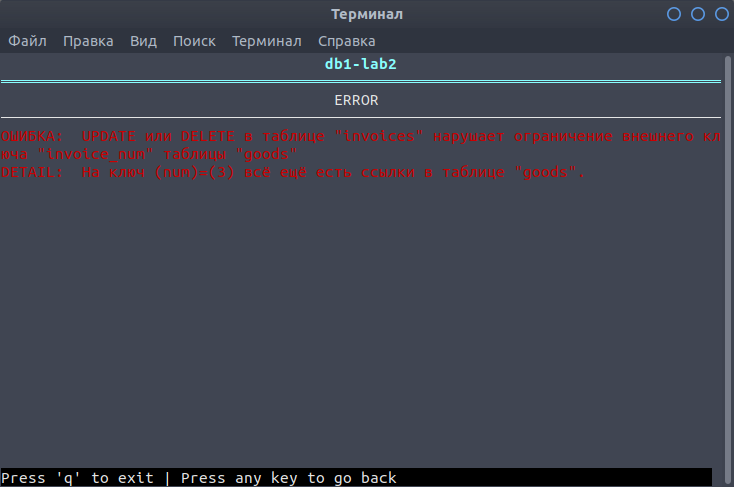 Терминал
Файл Правка Вид Поиск Терминал Справка
db1-lab2
ERROR
ОШИБКА:  UPDATE или DELETE в таблице "invoices" нарушает ограничение внешнего кл
юча "invoice_num" таблицы "goods"
DETAIL:  На ключ (num)=(3) всё ещё есть ссылки в таблице "goods".
Press 'q' to exit | Press any key to go back